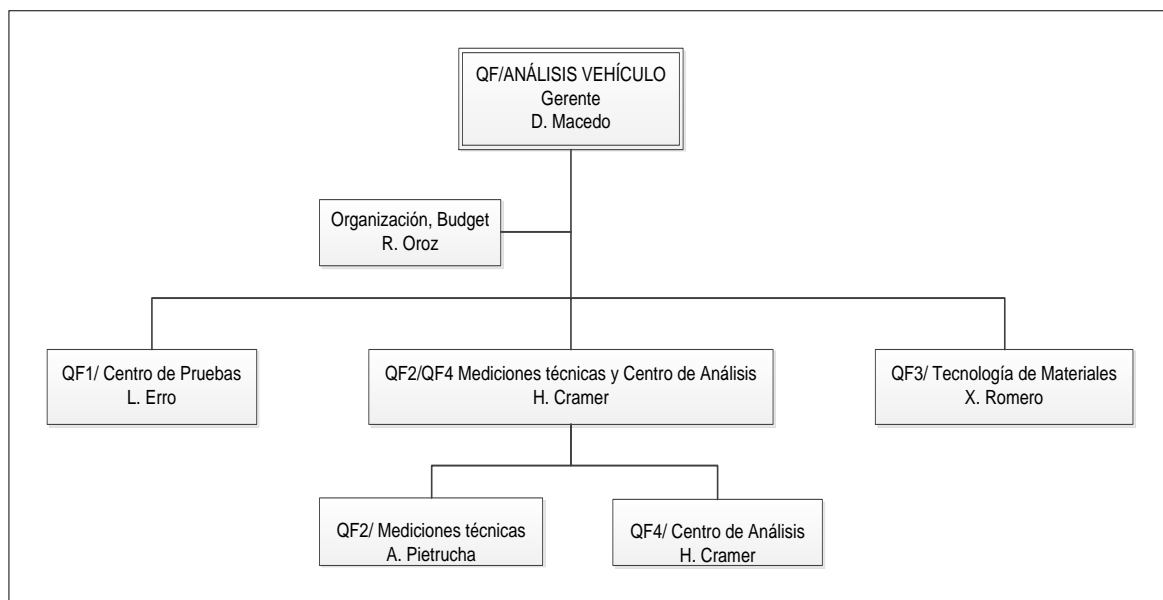 QF/ANÁLISIS VEHÍCULO
Gerente
D. Macedo
Organización, Budget
R. Oroz
QF1/ Centro de Pruebas
L. Erro
QF2/QF4 Mediciones técnicas y Centro de Análisis
H. Cramer
QF3/ Tecnología de Materiales
X. Romero
QF2/ Mediciones técnicas
A. Pietrucha
QF4/ Centro de Análisis
H. Cramer